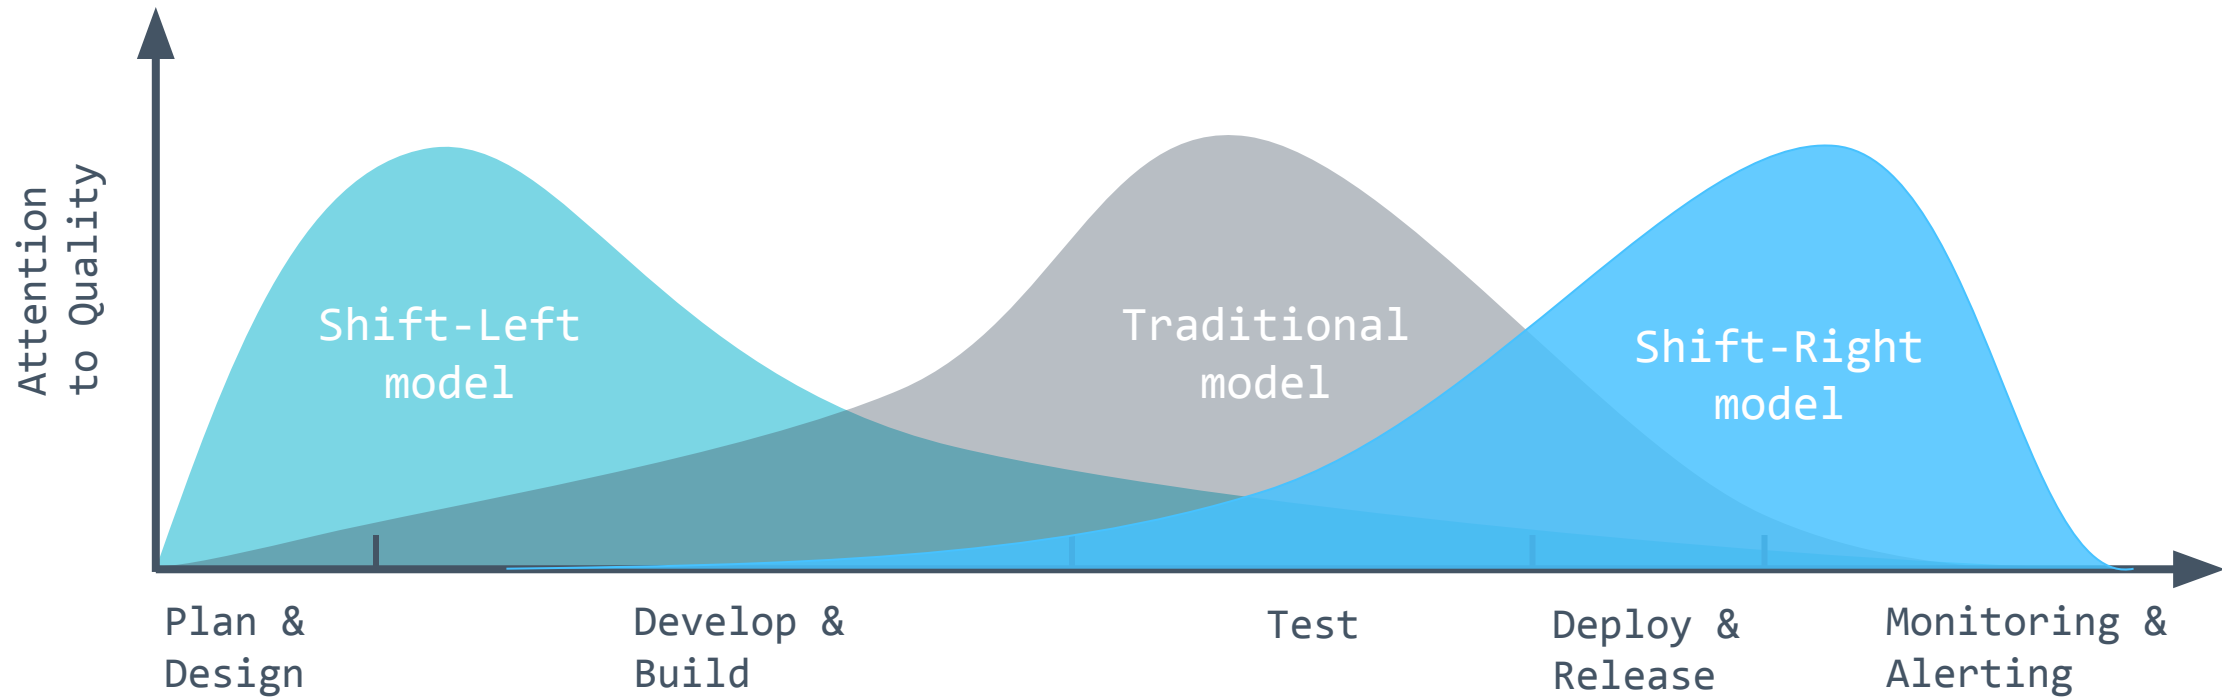 Attention
to Quality
Shift-Left
model
Traditional
model
Shift-Right
model
Plan &
Design
Develop &
Build
Test
Deploy &
Release
Monitoring &
Alerting